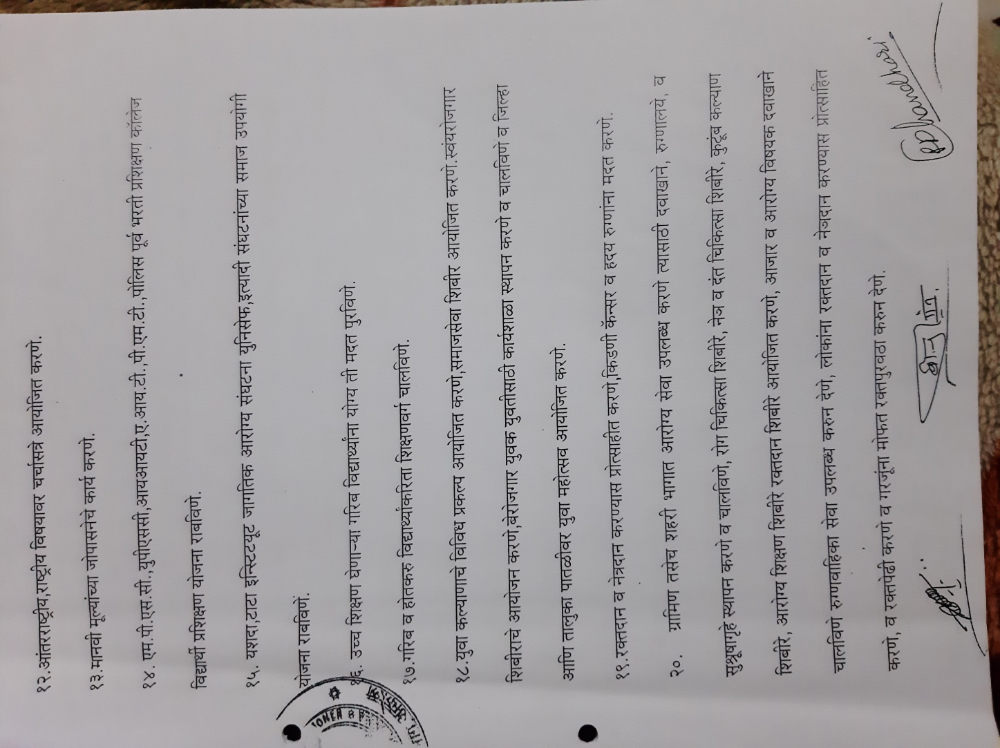 १२.आंतरराष्ट्रीय,राष्ट्रीय विषयावर चर्चासत्रे आयोजित करणे.
१३.मानवी मूल्यांच्या जोपासनेचे कार्य करणे.
१४. एम.पी.एस.सी.,युपीएससी,आयआयटी,ए.आय.टी.,पी.एम.टी.,पोलिस पूर्व भरती प्रशिक्षण कॉलेज
विद्यार्थी प्रशिक्षण योजना राबविणे.
१५. यशदा,टाटा इन्स्टिटयूट जागतिक आरोग्य संघटना युनिसेफ,इत्यादी संघटनांच्या समाज उपयोगी
योजना राबविणें.
१६. उच्च शिक्षण घेणाऱ्या गरिब विद्यार्थ्यांना योग्य ती मदत पुरविणे.
१७.गरिब व होतकरु विद्यार्थ्यांकरिता शिक्षणवर्ग चालविणे.
१८.युवा कल्याणाचे विविध प्रकल्प आयोजित करणे,समाजसेवा शिबीर आयोजित करणे.स्वंयरोजगार
शिबीराचे आयोजन करणे,बेरोजगार युवक युवतीसाठी कार्यशाळा स्थापन करणे व चालविणे व जिल्हा
आणि तालुका पातळीवर युवा महोत्सव आयोजित करणे.
१९.रक्तदान व नेत्रदान करण्यास प्रोत्साहीत करणे,किडणी कॅन्सर व ह्रदय रुग्णांना मदत करणे.
२०. ग्रामिण तसेच शहरी भागात आरोग्य सेवा उपलब्ध करणे त्यासाठी दवाखाने, रुग्णालये, व
सुश्रूषागृहे स्थापन करणे व चालविणे, रोग चिकित्सा शिबीरे, नेत्र व दंत चिकित्सा शिबीरे, कुटूंब कल्याण
शिबीरे, आरोग्य शिक्षण शिबीरे रक्तदान शिबीरे आयोजित करणे, आजार व आरोग्य विषयक दवाखाने
चालविणे रुग्णवाहिका सेवा उपलब्ध करुन देणे, लोकांना रक्तदान व नेत्रदान करण्यास प्रोत्साहित
करणे, व रक्तपेढी करणे व गरजूंना मोफत रक्तपुरवठा करुन देणे.